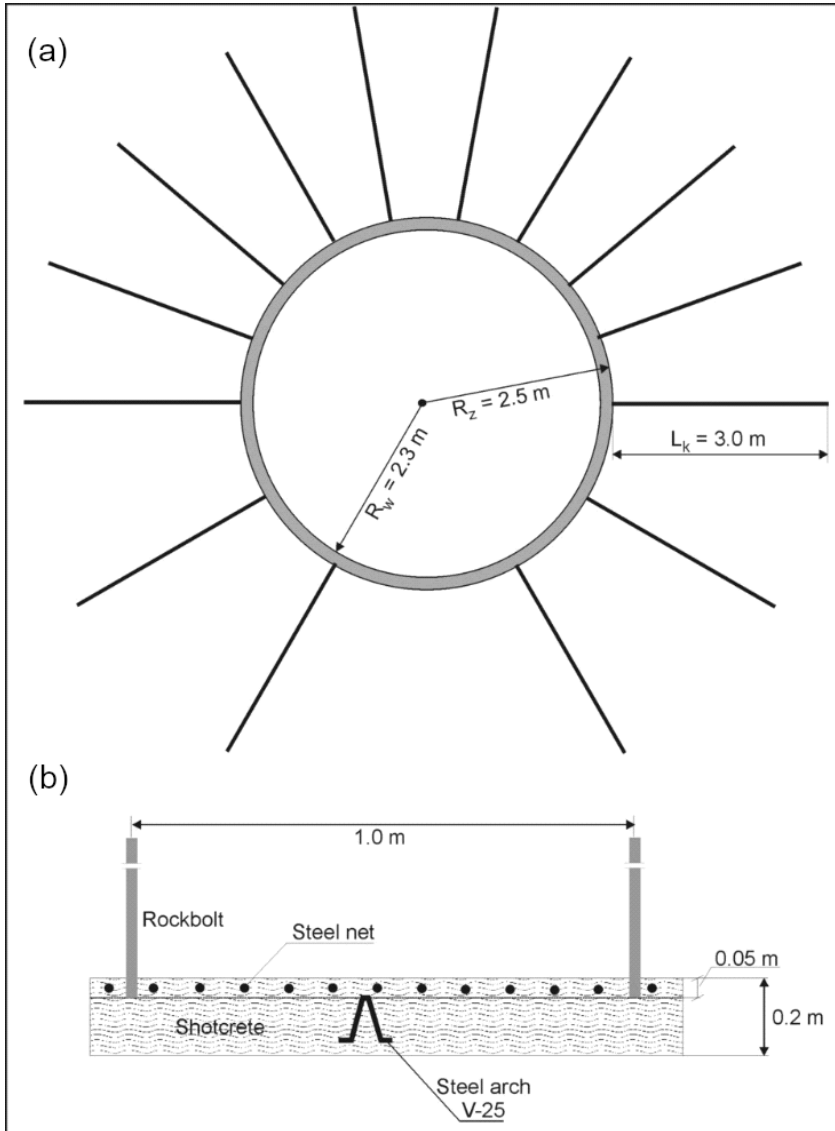 (a)
R_z = 2.5 m
R_w = 2.3 m
L_k = 3.0 m
(b)
1.0 m
Rockbolt
Steel net
0.05 m
0.2 m
Shotcrete
Steel arch
V-25